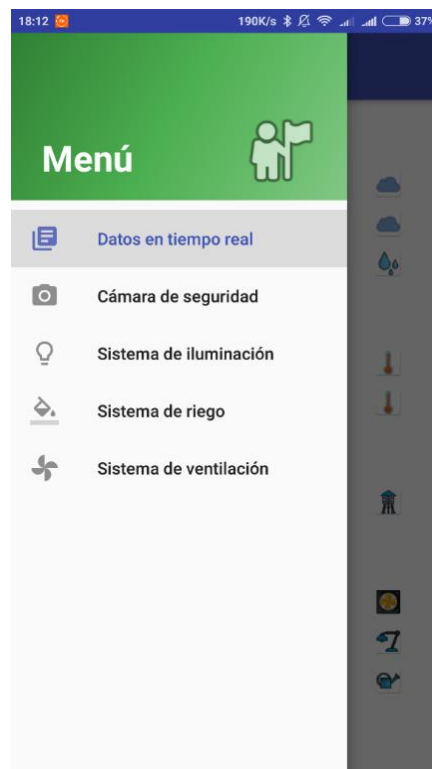 18:12 190K/s 37%
Menú
Datos en tiempo real
Cámara de seguridad
Sistema de iluminación
Sistema de riego
Sistema de ventilación